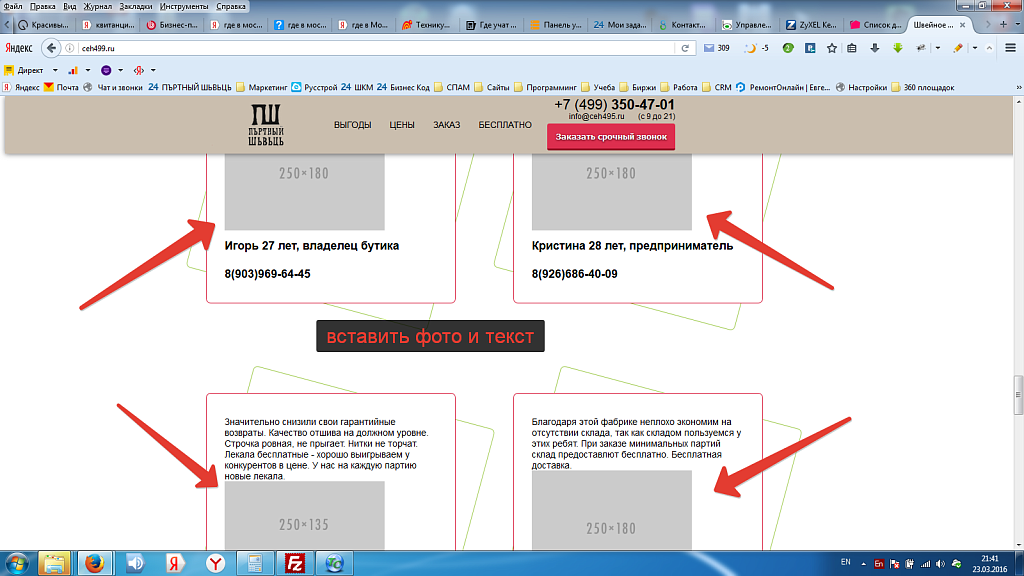 Файл Правка Вид Журнал Закладки Инструменты Справка
Красивы... квитанци... Бизнес-п... где в мос... где в мос... где в Мо... Технику... Где учат ... Панель у... 24 Мои зада... Контакт... Управле... ZyXEL Ke... Список д... Швейное ...
Яндекс ceh499.ru 309 -5
Директ
Яндекс Почта Чат и звонки 24 ПЪРТНЫЙ ШЬВЬЦЬ Маркетинг Русстрой 24 ШКМ 24 Бизнес Код СПАМ Сайты Программинг Учеба Биржи Работа CRM РемонтОнлайн | Евге... Настройки 360 площадок
ПШ
ПЪРТНЫЙ
ШЬВЬЦЬ
ВЫГОДЫ ЦЕНЫ ЗАКАЗ БЕСПЛАТНО
+7 (499) 350-47-01
info@ceh495.ru (с 9 до 21)
Заказать срочный звонок
250×180 250×180
Игорь 27 лет, владелец бутика
8(903)969-64-45
Кристина 28 лет, предприниматель
8(926)686-40-09
вставить фото и текст
Значительно снизили свои гарантийные
возвраты. Качество отшива на должном уровне.
Строчка ровная, не прыгает. Нитки не торчат.
Лекала бесплатные - хорошо выигрываем у
конкурентов в цене. У нас на каждую партию
новые лекала.
250×135
Благодаря этой фабрике неплохо экономим на
отсутствии склада, так как складом пользуемся у
этих ребят. При заказе минимальных партий
склад предоставляют бесплатно. Бесплатная
доставка.
250×180
EN En 21:41
23.03.2016